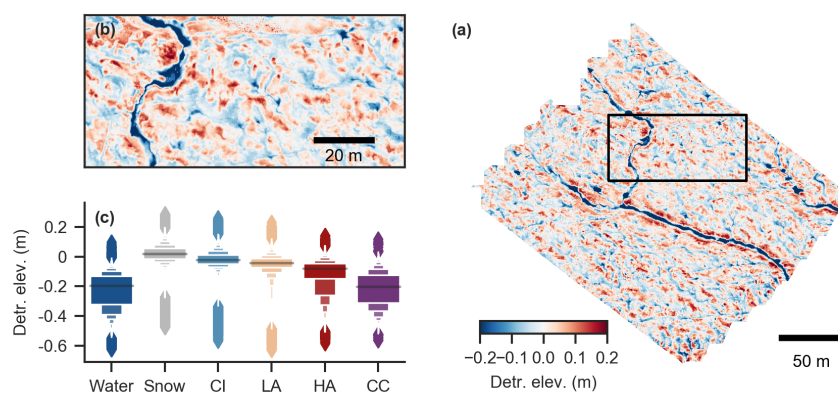 (b)
20 m
(a)
50 m
−0.2 −0.1 0.0 0.1 0.2
Detr. elev. (m)
(c)
Detr. elev. (m)
0.2
0
-0.2
-0.4
-0.6
Water Snow CI LA HA CC